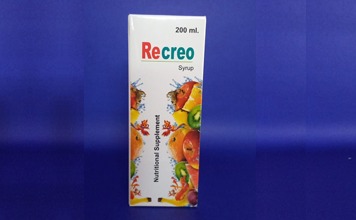 200 ml.
Recreo
Syrup
Nutritional Supplement